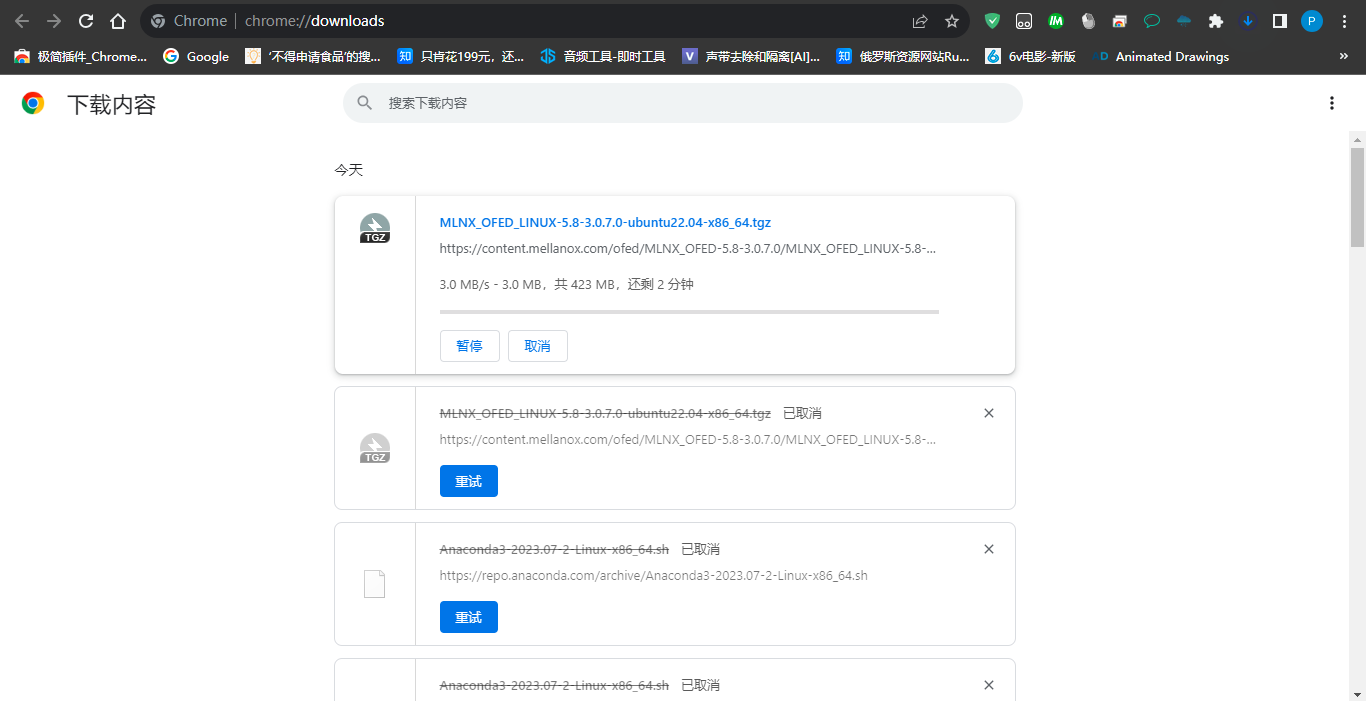 Chrome | chrome://downloads
极简插件_Chrome... Google ‘不得申请食品’的搜... 知 只肯花199元，还... 音频工具-即时工具 V 声带去除和隔离[AI]... 知 俄罗斯资源网站Ru... 6v电影-新版 D Animated Drawings »
下载内容
搜索下载内容
今天
TGZ
MLNX_OFED_LINUX-5.8-3.0.7.0-ubuntu22.04-x86_64.tgz
https://content.mellanox.com/ofed/MLNX_OFED-5.8-3.0.7.0/MLNX_OFED_LINUX-5.8-...
3.0 MB/s - 3.0 MB，共 423 MB，还剩 2 分钟
暂停 取消
MLNX_OFED_LINUX-5.8-3.0.7.0-ubuntu22.04-x86_64.tgz 已取消
https://content.mellanox.com/ofed/MLNX_OFED-5.8-3.0.7.0/MLNX_OFED_LINUX-5.8-...
TGZ
重试
Anaconda3-2023.07-2-Linux-x86_64.sh 已取消
https://repo.anaconda.com/archive/Anaconda3-2023.07-2-Linux-x86_64.sh
重试
Anaconda3-2023.07-2-Linux-x86_64.sh 已取消